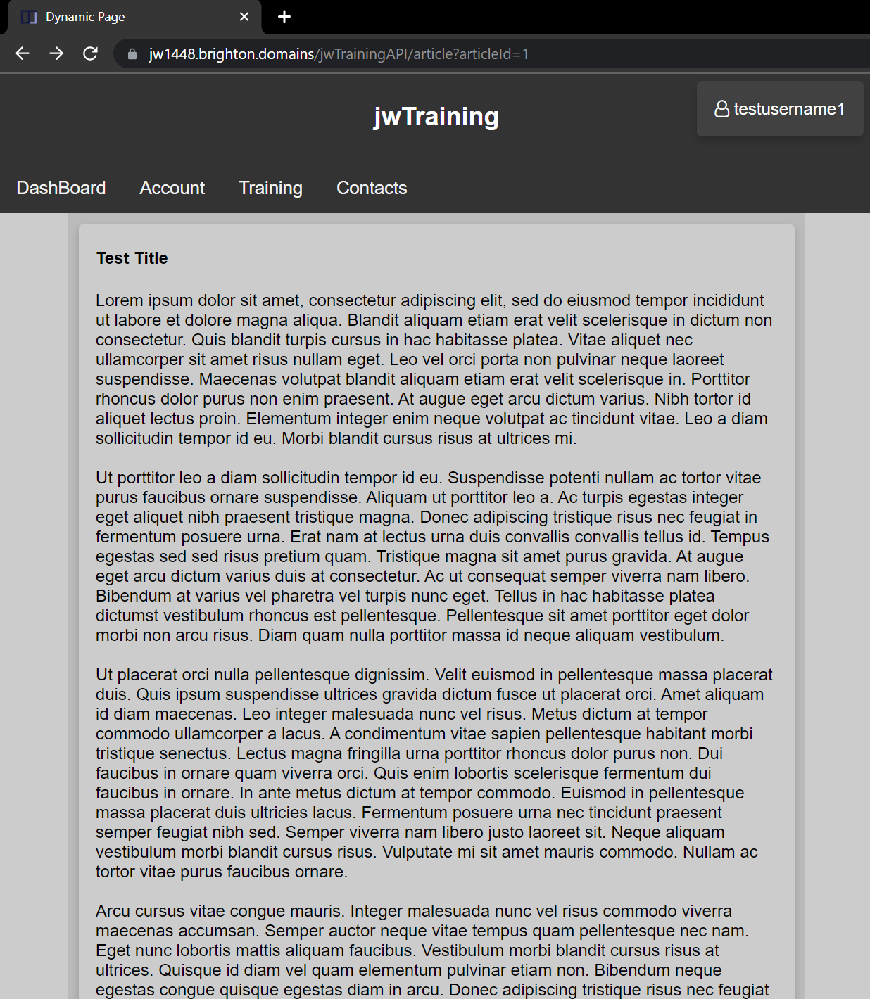 Dynamic Page
jw1448.brighton.domains/jwTrainingAPI/article?articleId=1
jwTraining
testusername1
DashBoard Account Training Contacts
Test Title
Lorem ipsum dolor sit amet, consectetur adipiscing elit, sed do eiusmod tempor incididunt
ut labore et dolore magna aliqua. Blandit aliquam etiam erat velit scelerisque in dictum non
consectetur. Quis blandit turpis cursus in hac habitasse platea. Vitae aliquet nec
ullamcorper sit amet risus nullam eget. Leo vel orci porta non pulvinar neque laoreet
suspendisse. Maecenas volutpat blandit aliquam etiam erat velit scelerisque in. Porttitor
rhoncus dolor purus non enim praesent. At augue eget arcu dictum varius. Nibh tortor id
aliquet lectus proin. Elementum integer enim neque volutpat ac tincidunt vitae. Leo a diam
sollicitudin tempor id eu. Morbi blandit cursus risus at ultrices mi.
Ut porttitor leo a diam sollicitudin tempor id eu. Suspendisse potenti nullam ac tortor vitae
purus faucibus ornare suspendisse. Aliquam ut porttitor leo a. Ac turpis egestas integer
eget aliquet nibh praesent tristique magna. Donec adipiscing tristique risus nec feugiat in
fermentum posuere urna. Erat nam at lectus urna duis convallis convallis tellus id. Tempus
egestas sed sed risus pretium quam. Tristique magna sit amet purus gravida. At augue
eget arcu dictum varius duis at consectetur. Ac ut consequat semper viverra nam libero.
Bibendum at varius vel pharetra vel turpis nunc eget. Tellus in hac habitasse platea
dictumst vestibulum rhoncus est pellentesque. Pellentesque sit amet porttitor eget dolor
morbi non arcu risus. Diam quam nulla porttitor massa id neque aliquam vestibulum.
Ut placerat orci nulla pellentesque dignissim. Velit euismod in pellentesque massa placerat
duis. Quis ipsum suspendisse ultrices gravida dictum fusce ut placerat orci. Amet aliquam
id diam maecenas. Leo integer malesuada nunc vel risus. Metus dictum at tempor
commodo ullamcorper a lacus. A condimentum vitae sapien pellentesque habitant morbi
tristique senectus. Lectus magna fringilla urna porttitor rhoncus dolor purus non. Dui
faucibus in ornare quam viverra orci. Quis enim lobortis scelerisque fermentum dui
faucibus in ornare. In ante metus dictum at tempor commodo. Euismod in pellentesque
massa placerat duis ultricies lacus. Fermentum posuere urna nec tincidunt praesent
semper feugiat nibh sed. Semper viverra nam libero justo laoreet sit. Neque aliquam
vestibulum morbi blandit cursus risus. Vulputate mi sit amet mauris commodo. Nullam ac
tortor vitae purus faucibus ornare.
Arcu cursus vitae congue mauris. Integer malesuada nunc vel risus commodo viverra
maecenas accumsan. Semper auctor neque vitae tempus quam pellentesque nec nam.
Eget nunc lobortis mattis aliquam faucibus. Vestibulum morbi blandit cursus risus at
ultrices. Quisque id diam vel quam elementum pulvinar etiam non. Bibendum neque
egestas congue quisque egestas diam in arcu. Donec adipiscing tristique risus nec feugiat